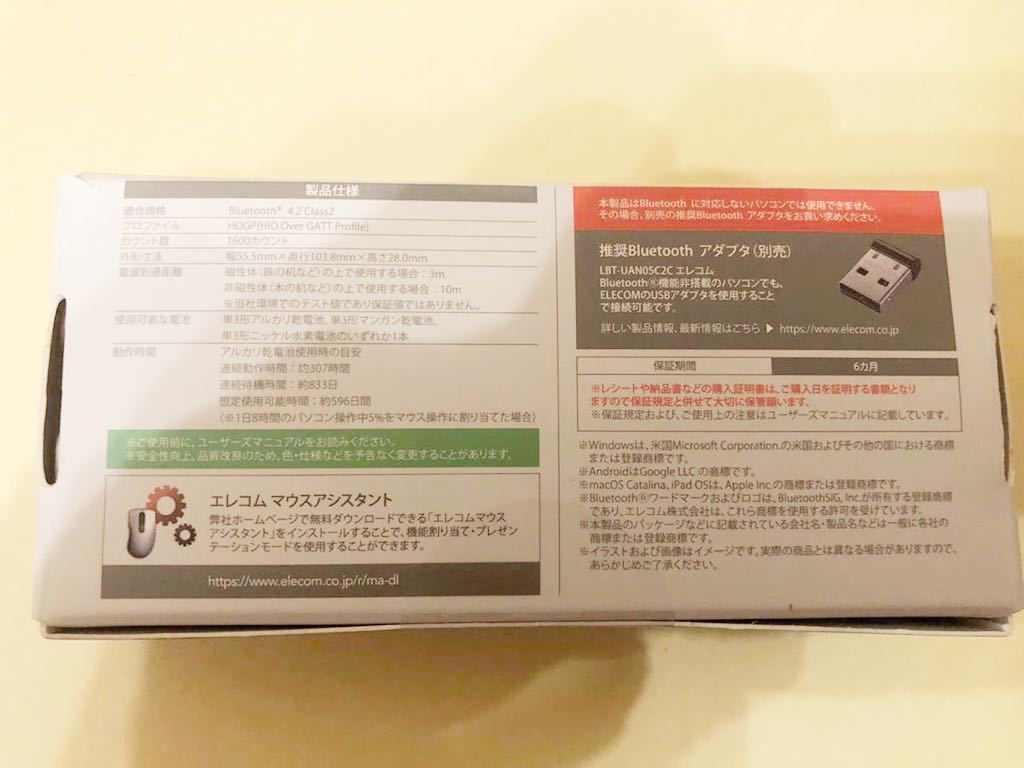 製品仕様
適合規格 Bluetooth® 4.2 Class2
プロファイル HOGP(HID Over GATT Profile)
カウント数 1600カウント
外形寸法 幅55.5mm×奥行103.8mm×高さ28.0mm
電波到達距離 磁性体(鉄の机など)の上で使用する場合:3m
非磁性体(木の机など)の上で使用する場合:10m
※当社環境でのテスト値であり保証値ではありません。
使用可能な電池 単3形アルカリ乾電池、単3形マンガン乾電池、
単3形ニッケル水素電池のいずれか1本
動作時間 アルカリ乾電池使用時の目安
連続動作時間:約307時間
連続待機時間:約833日
想定使用可能時間:約596日間
(※1日8時間のパソコン操作中5%をマウス操作に割り当てた場合)
※ご使用前に、ユーザーズマニュアルをお読みください。
※安全性向上、品質改良のため、色・仕様などを予告なく変更することがあります。
エレコム マウスアシスタント
弊社ホームページで無料ダウンロードできる「エレコムマウス
アシスタント」をインストールすることで、機能割り当て・プレゼン
テーションモードを使用することができます。
https://www.elecom.co.jp/r/ma-dl
本製品はBluetooth に対応しないパソコンでは使用できません。
その場合、別売の推奨Bluetooth アダプタをお買い求めください。
推奨Bluetooth アダプタ(別売)
LBT-UAN05C2C エレコム
Bluetooth®機能非搭載のパソコンでも、
ELECOMのUSBアダプタを使用すること
で接続可能です。
詳しい製品情報、最新情報はこちら ▶ https://www.elecom.co.jp
保証期間 6カ月
※レシートや納品書などの購入証明書は、ご購入日を証明する書類となり
ますので保証規定と併せて大切に保管願います。
※保証規定および、ご使用上の注意はユーザーズマニュアルに記載しています。
※Windowsは、米国Microsoft Corporation.の米国およびその他の国における商標
または登録商標です。
※AndroidはGoogle LLC の商標です。
※macOS Catalina、iPad OSは、Apple Inc.の商標または登録商標です。
※Bluetooth®ワードマークおよびロゴは、BluetoothSIG, Inc.が所有する登録商標
であり、エレコム株式会社は、これら商標を使用する許可を受けています。
※本製品のパッケージなどに記載されている会社名・製品名などは一般に各社の
商標または登録商標です。
※イラストおよび画像はイメージです。実際の商品とは異なる場合がありますので、
あらかじめご了承ください。